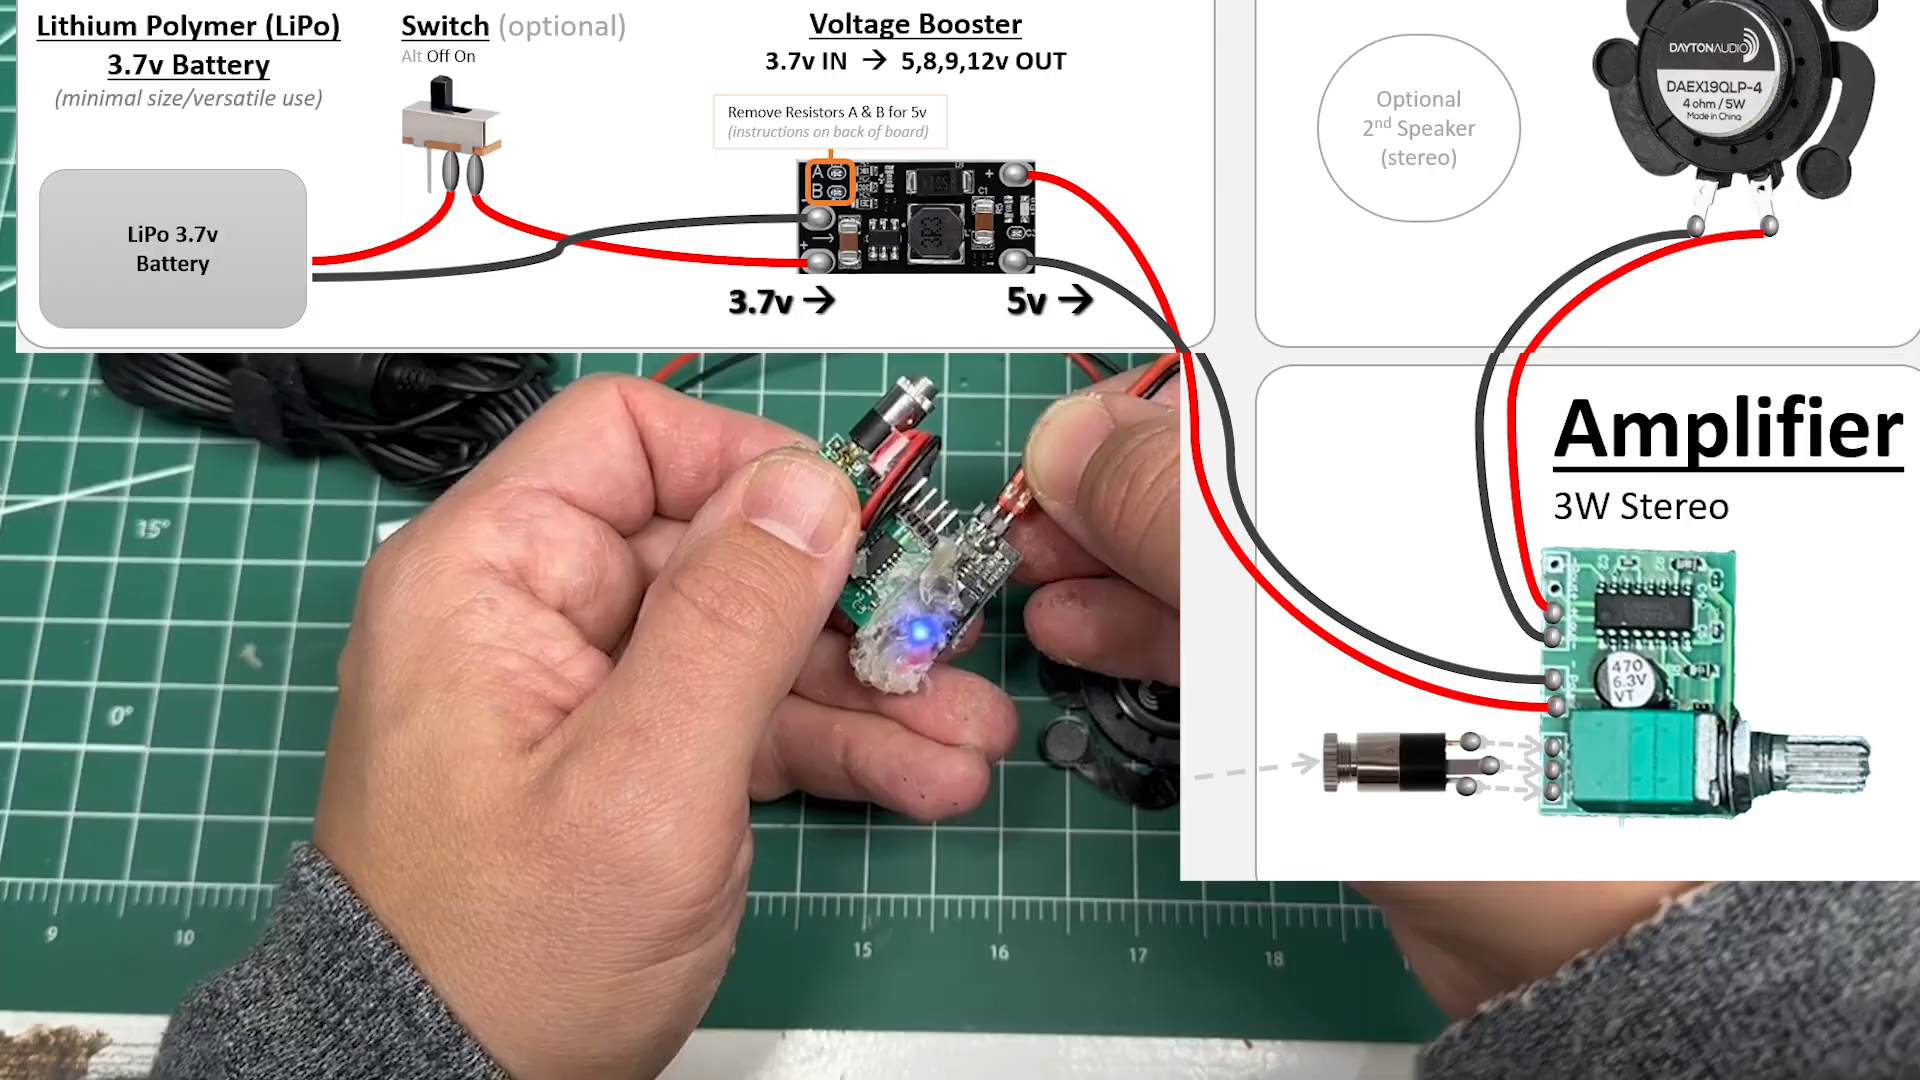 Lithium Polymer (LiPo)
3.7v Battery
(minimal size/versatile use)
Switch (optional)
Alt Off On
Voltage Booster
3.7v IN → 5,8,9,12v OUT
Remove Resistors A & B for 5v
(instructions on back of board)
A
B
LiPo 3.7v
Battery
3.7v →
5v →
Optional
2nd Speaker
(stereo)
DAYTON AUDIO
DAEX19QLP-4
4 ohm / 5W
Made in China
Amplifier
3W Stereo
470
6.3V
VT
15°
0°
9
10
15
16
17
18